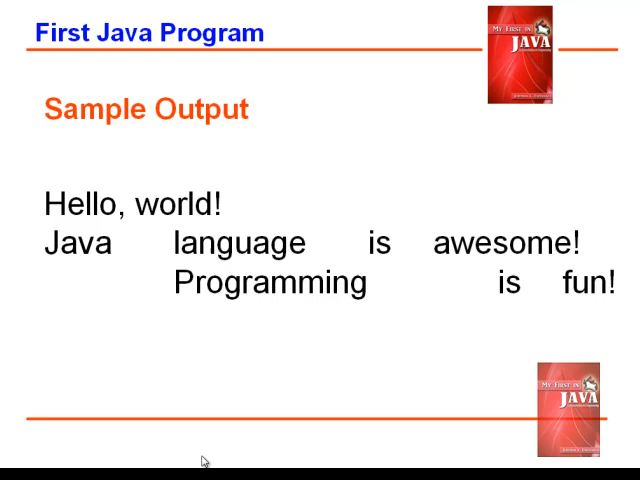 First Java Program
MY FIRST IN
JAVA
Sample Output
Hello, world!
Java language is awesome!
Programming is fun!
MY FIRST IN
JAVA